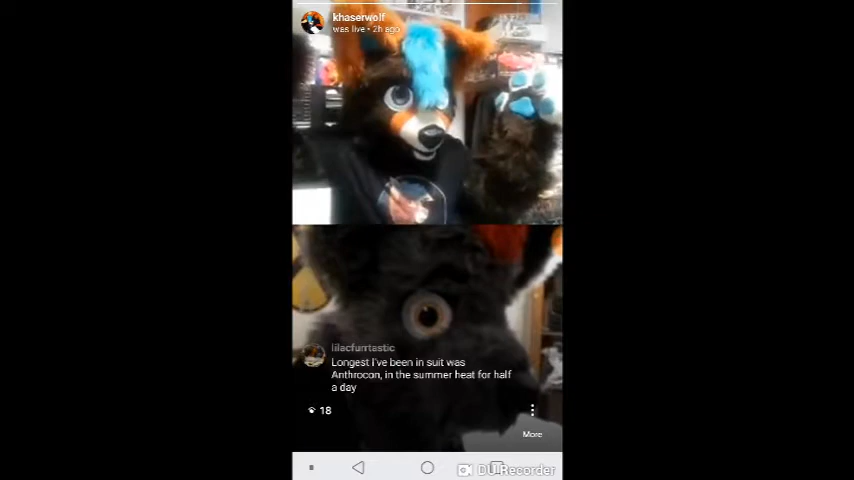 khaserwolf
was live • 2h ago
lilacfurrtastic
Longest I've been in suit was
Anthrocon, in the summer heat for half
a day
18
More
DU Recorder